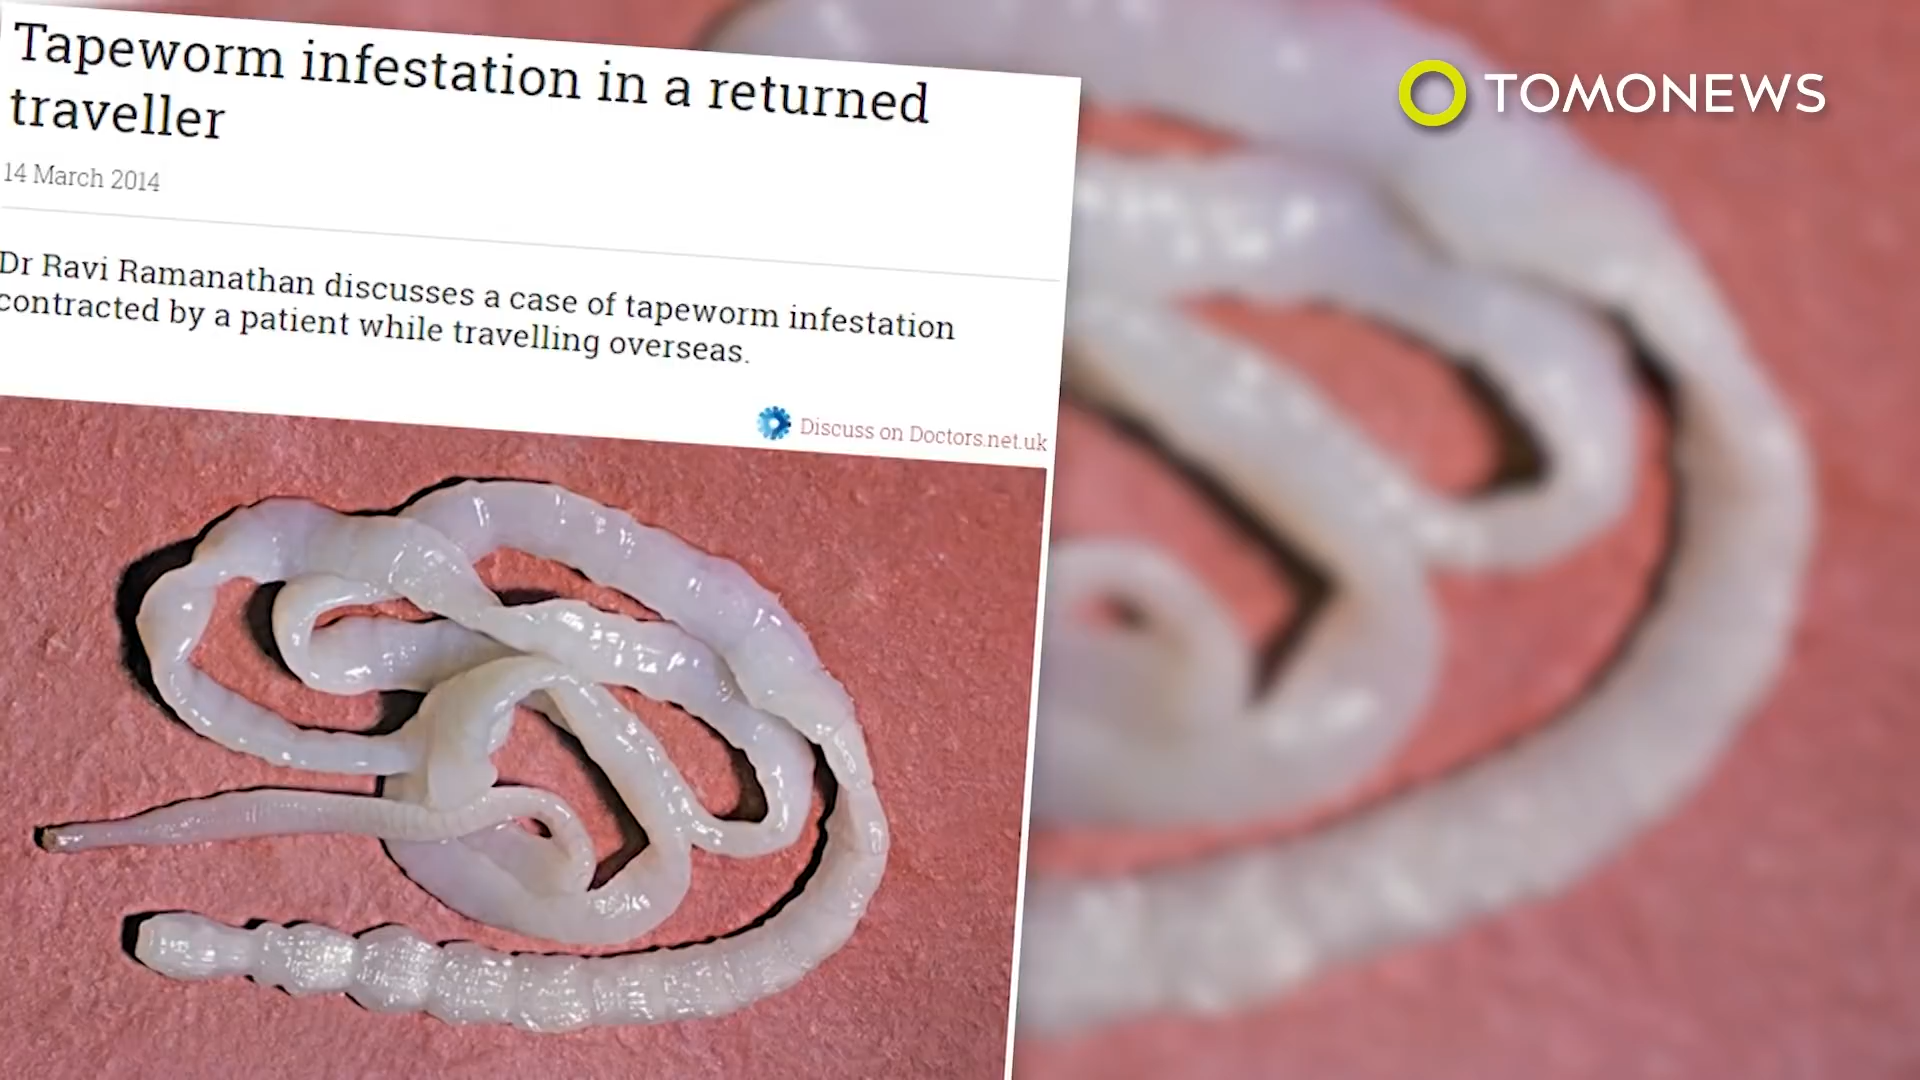 Tapeworm infestation in a returned
traveller
14 March 2014
Dr Ravi Ramanathan discusses a case of tapeworm infestation
contracted by a patient while travelling overseas.
Discuss on Doctors.net.uk
TOMONEWS